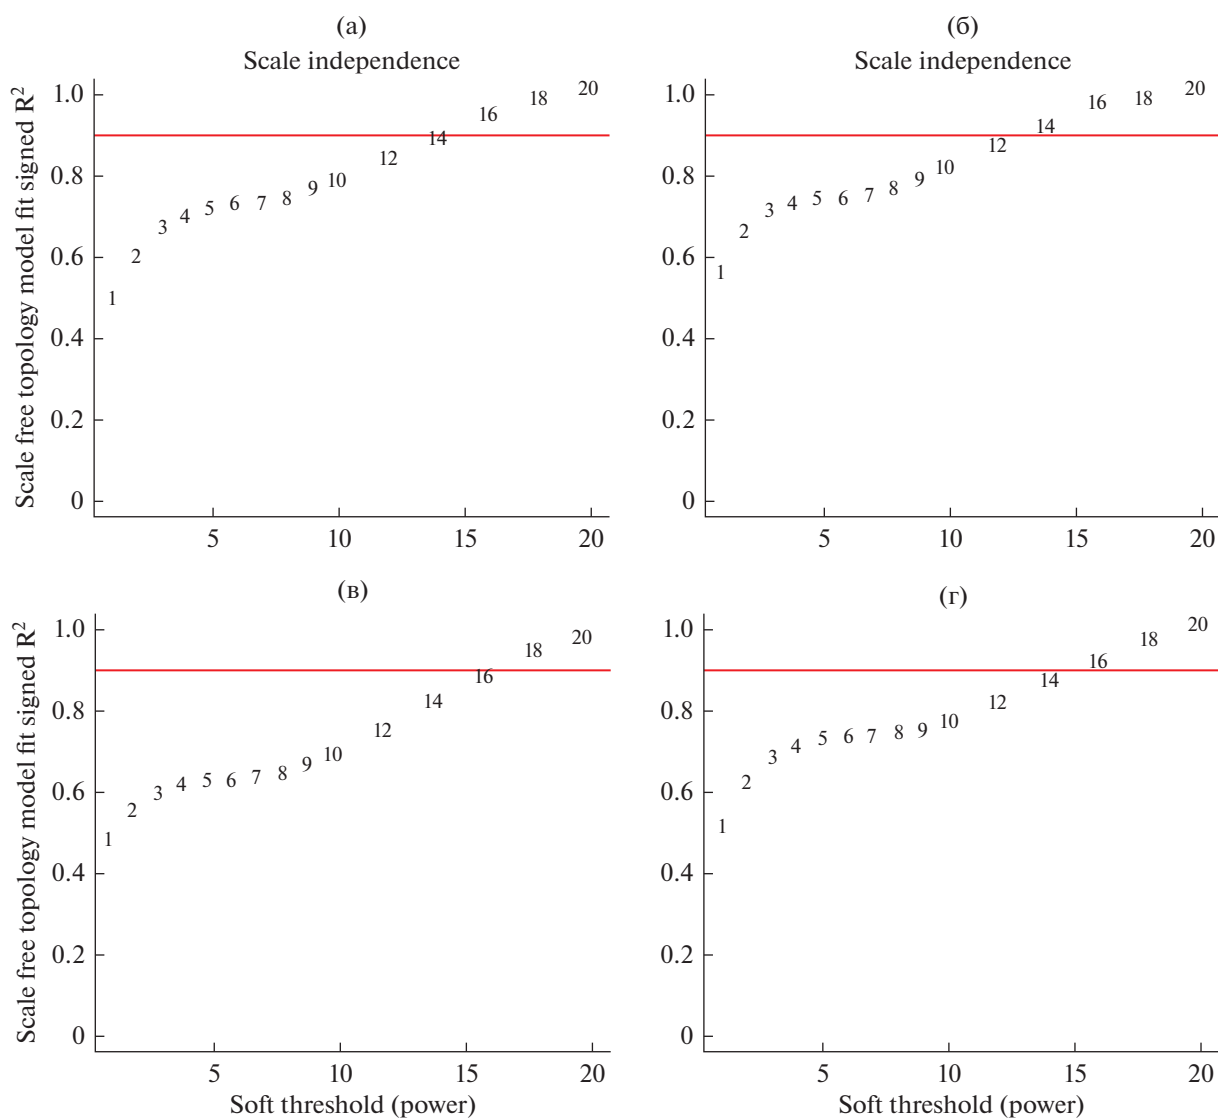 (а)
Scale independence
Scale free topology model fit signed R²
1.0
0.8
0.6
0.4
0.2
0
1 2 3 4 5 6 7 8 9 10 12 14 16 18 20
5 10 15 20
(б)
Scale independence
1.0
0.8
0.6
0.4
0.2
0
1 2 3 4 5 6 7 8 9 10 12 14 16 18 20
5 10 15 20
(в)
Scale free topology model fit signed R²
1.0
0.8
0.6
0.4
0.2
0
1 2 3 4 5 6 7 8 9 10 12 14 16 18 20
5 10 15 20
Soft threshold (power)
(г)
1.0
0.8
0.6
0.4
0.2
0
1 2 3 4 5 6 7 8 9 10 12 14 16 18 20
5 10 15 20
Soft threshold (power)